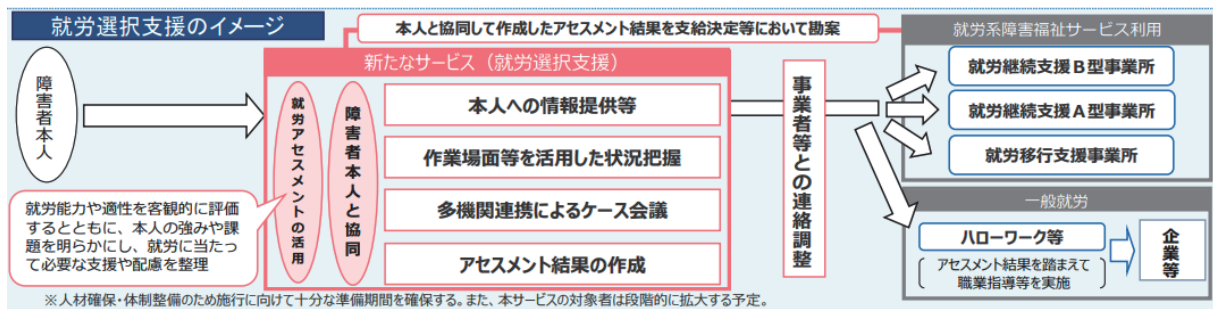 就労選択支援のイメージ
本人と協同して作成したアセスメント結果を支給決定等において勘案
障害者本人
新たなサービス（就労選択支援）
就労アセスメントの活用
障害者本人と協同
本人への情報提供等
作業場面等を活用した状況把握
多機関連携によるケース会議
アセスメント結果の作成
就労能力や適性を客観的に評価
するとともに、本人の強みや課
題を明らかにし、就労に当たっ
て必要な支援や配慮を整理
事業者等との連絡調整
就労系障害福祉サービス利用
就労継続支援Ｂ型事業所
就労継続支援Ａ型事業所
就労移行支援事業所
一般就労
ハローワーク等
アセスメント結果を踏まえて
職業指導等を実施
企業等
※人材確保・体制整備のため施行に向けて十分な準備期間を確保する。また、本サービスの対象者は段階的に拡大する予定。